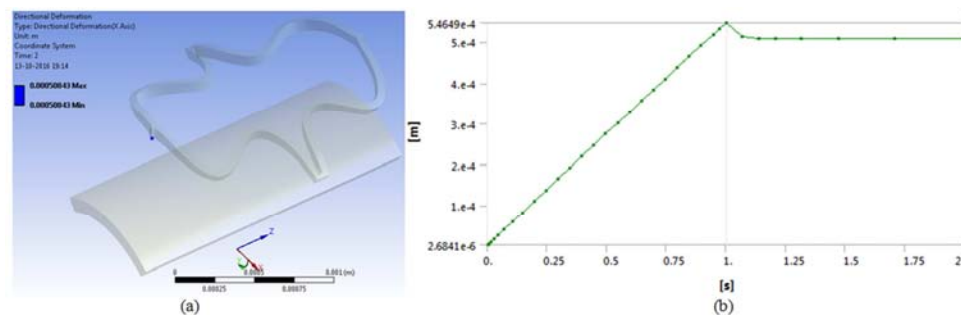 Directional Deformation
Type: Directional Deformation(X Axis)
Unit: m
Coordinate System
Time: 2
13-10-2016 19:14
0.00050843 Max
0.00050843 Min
Z
X
0
0.0005
0.001 (m)
0.00025
0.00075
(a)
5.4649e-4
5.e-4
4.e-4
3.e-4
2.e-4
1.e-4
2.6841e-6
[m]
0.
0.25
0.5
0.75
1.
1.25
1.5
1.75
2.
[s]
(b)